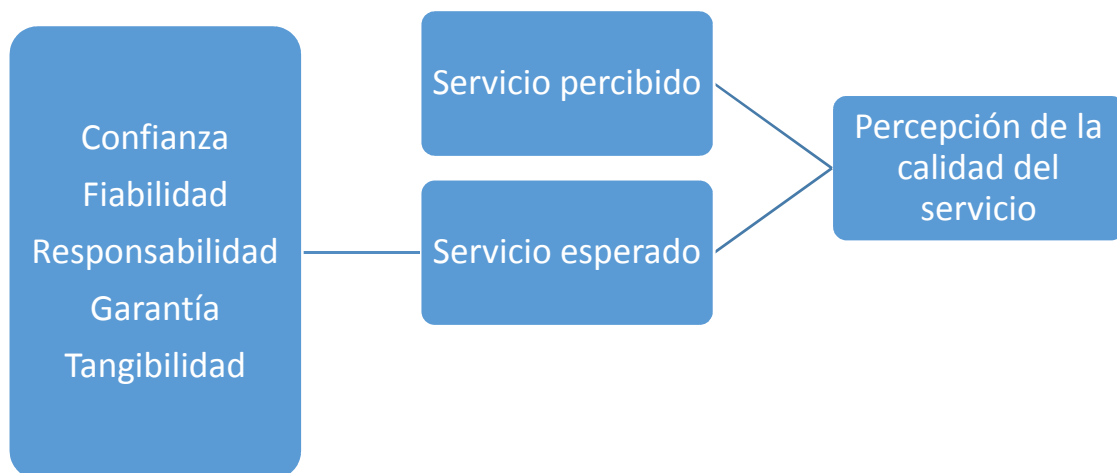 Confianza
Fiabilidad
Responsabilidad
Garantía
Tangibilidad
Servicio percibido
Servicio esperado
Percepción de la
calidad del
servicio